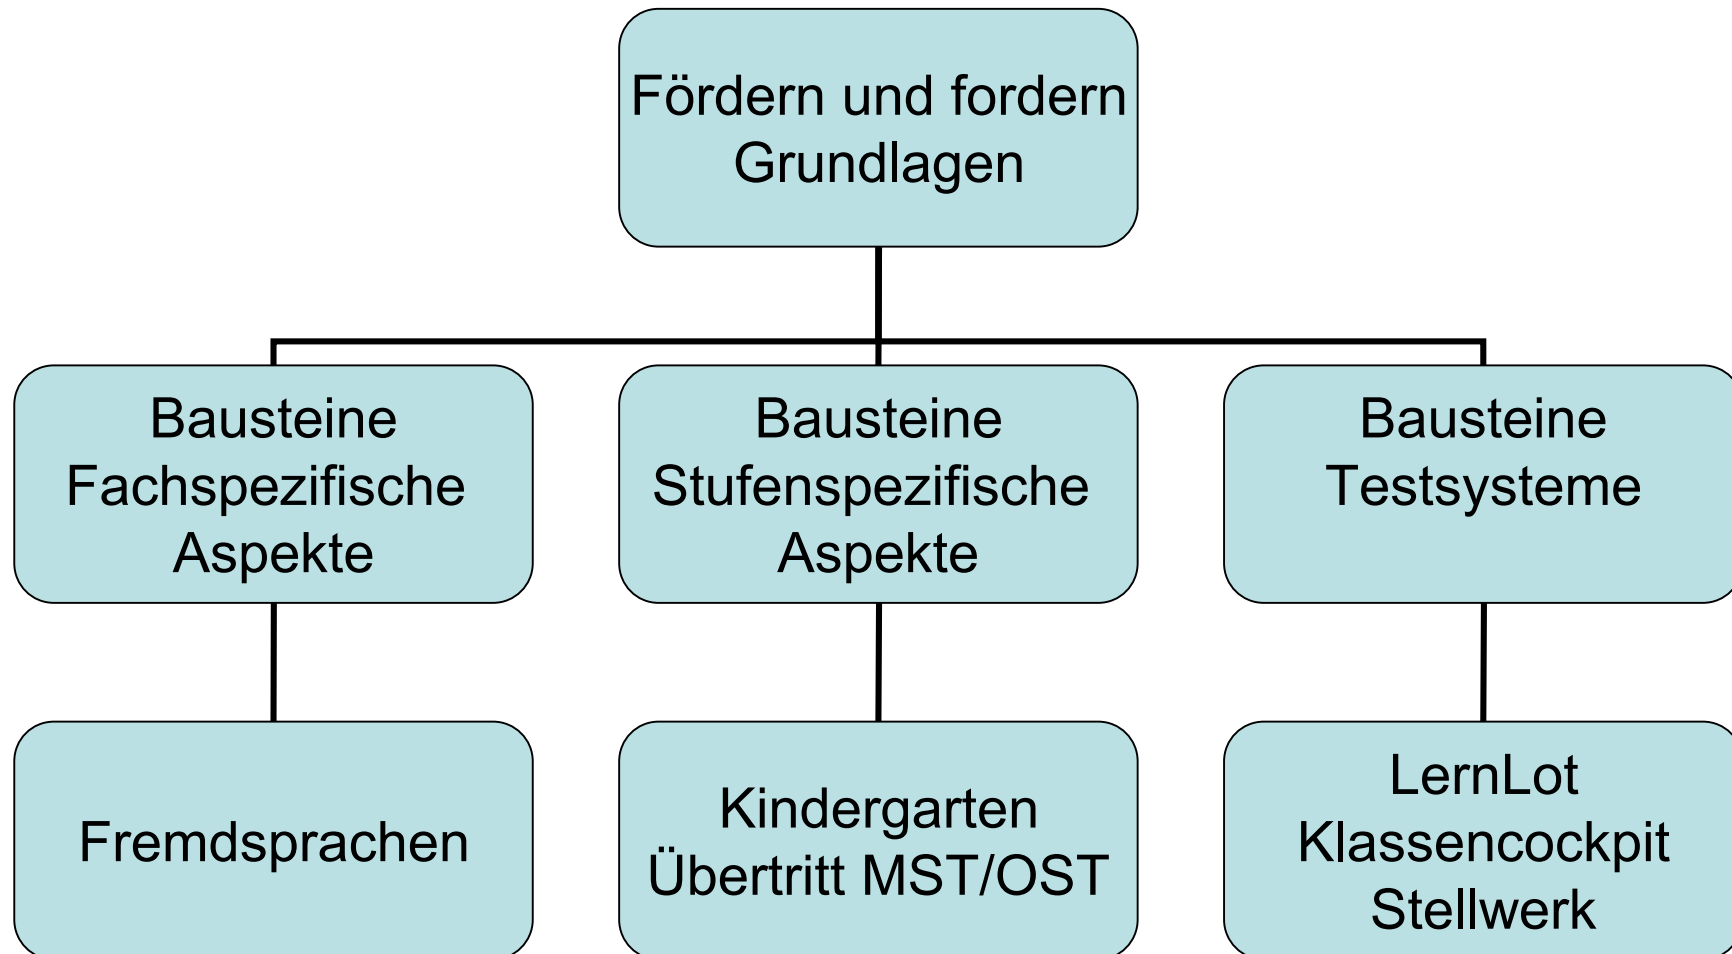 Fördern und fordern
Grundlagen
Bausteine
Fachspezifische
Aspekte
Bausteine
Stufenspezifische
Aspekte
Bausteine
Testsysteme
Fremdsprachen
Kindergarten
Übertritt MST/OST
LernLot
Klassencockpit
Stellwerk